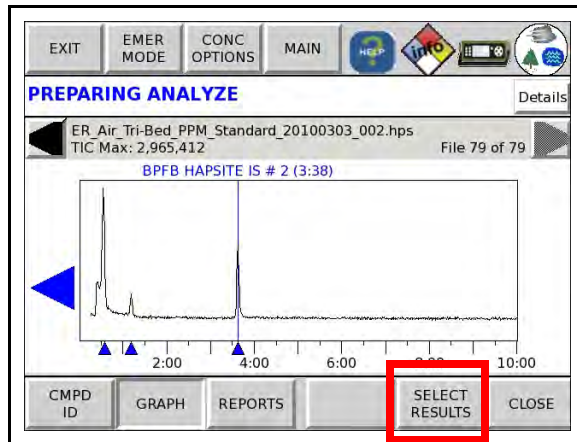 EXIT
EMER
MODE
CONC
OPTIONS
MAIN
HELP
info
PREPARING ANALYZE
Details
ER_Air_Tri-Bed_PPM_Standard_20100303_002.hps
TIC Max: 2,965,412
File 79 of 79
BPFB HAPSITE IS # 2 (3:38)
2:00
4:00
6:00
8:00
10:00
CMPD
ID
GRAPH
REPORTS
SELECT
RESULTS
CLOSE